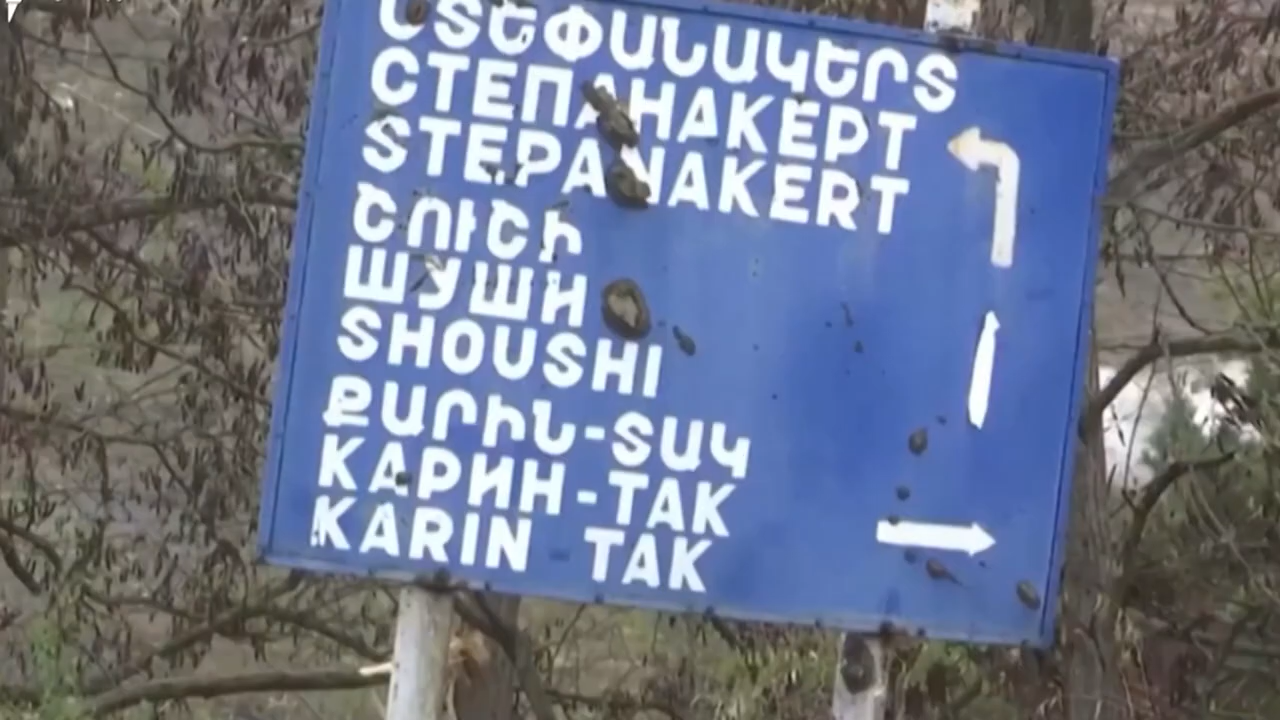 ՍՏԵՓԱՆԱԿԵՐՏ
СТЕПАНАКЕРТ
STEPANAKERT
ՇՈՒՇԻ
ШУШИ
SHOUSHI
ՔԱՐԻՆ-ՏԱԿ
КАРИН-ТАК
KARIN TAK